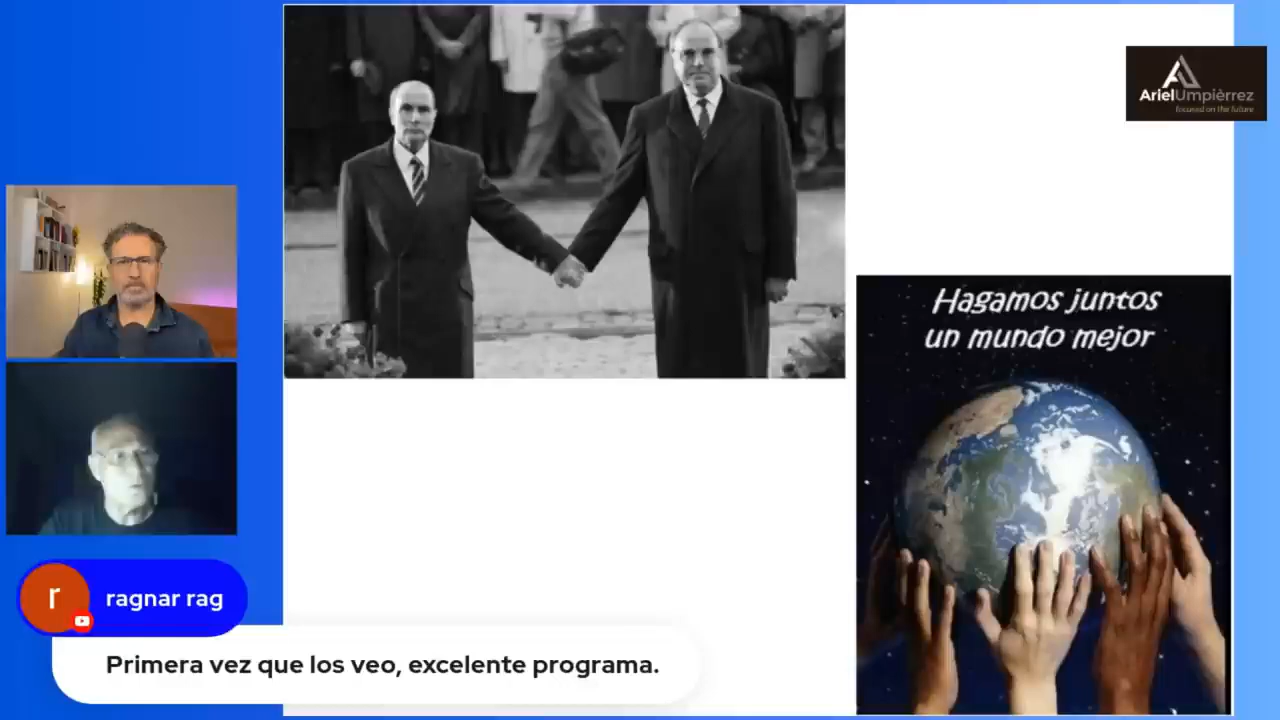 ArielUmpièrrez
focused on the future
Hagamos juntos
un mundo mejor
r
ragnar rag
Primera vez que los veo, excelente programa.